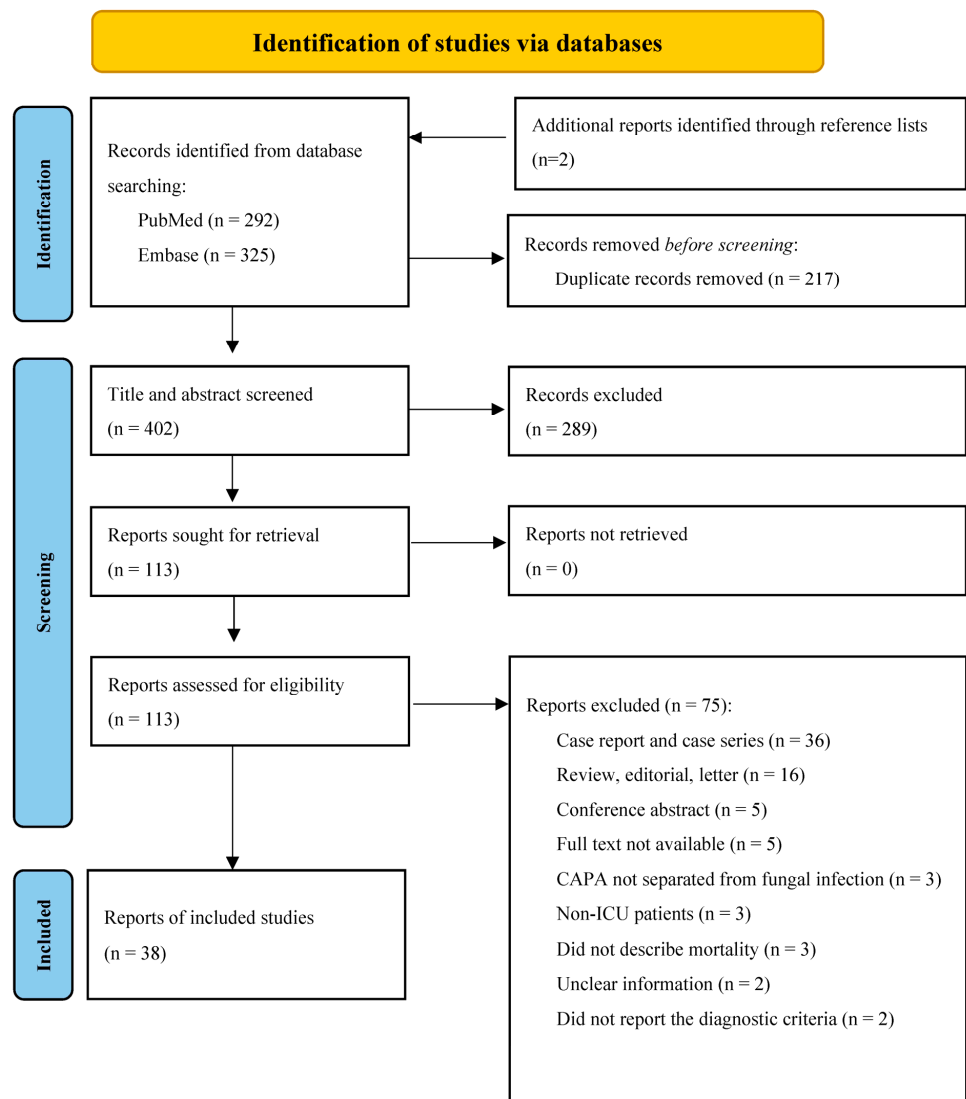 Identification of studies via databases
Identification
Records identified from database
searching:
PubMed (n = 292)
Embase (n = 325)
Additional reports identified through reference lists
(n=2)
Records removed before screening:
Duplicate records removed (n = 217)
Screening
Title and abstract screened
(n = 402)
Records excluded
(n = 289)
Reports sought for retrieval
(n = 113)
Reports not retrieved
(n = 0)
Reports assessed for eligibility
(n = 113)
Reports excluded (n = 75):
Case report and case series (n = 36)
Review, editorial, letter (n = 16)
Conference abstract (n = 5)
Full text not available (n = 5)
CAPA not separated from fungal infection (n = 3)
Non-ICU patients (n = 3)
Did not describe mortality (n = 3)
Unclear information (n = 2)
Did not report the diagnostic criteria (n = 2)
Included
Reports of included studies
(n = 38)